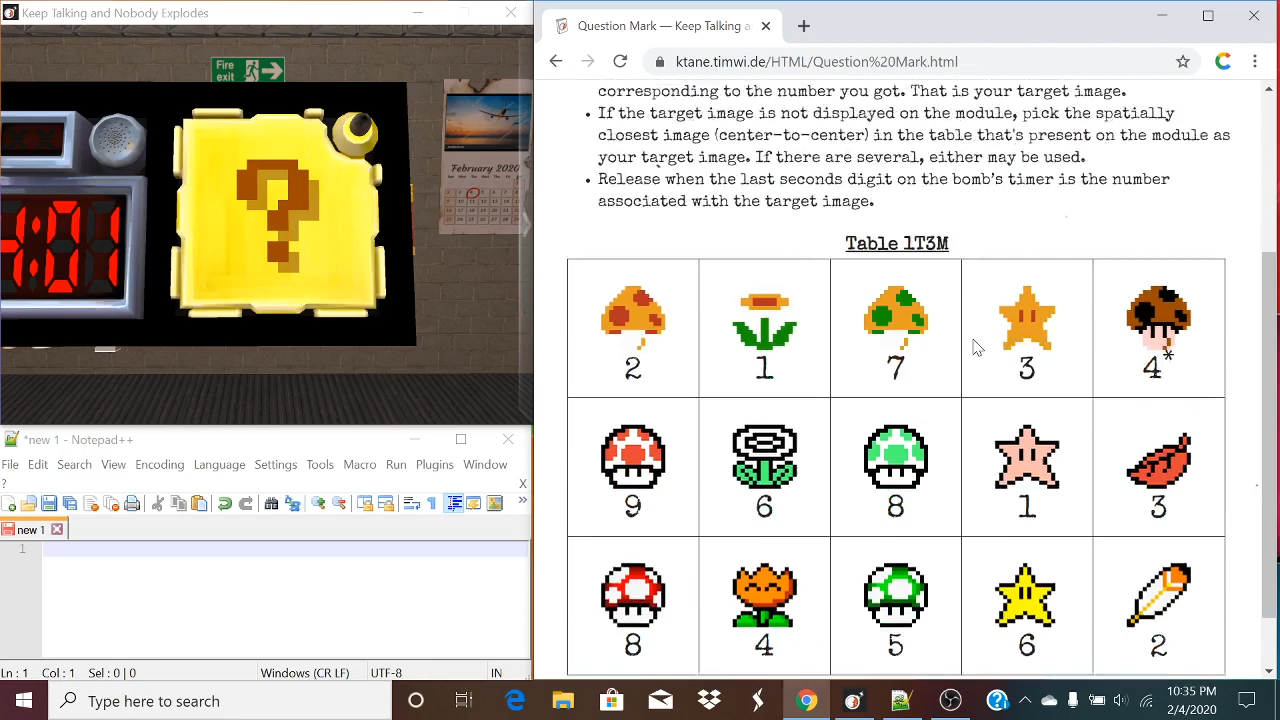 Keep Talking and Nobody Explodes
Fire
exit
February 2020
:01
*new 1 - Notepad++
File Edit Search View Encoding Language Settings Tools Macro Run Plugins Window
? X
new 1
1
Ln : 1 Col : 1 Sel : 0 | 0 Windows (CR LF) UTF-8 IN
Question Mark — Keep Talking a
ktane.timwi.de/HTML/Question%20Mark.html
corresponding to the number you got. That is your target image.
• If the target image is not displayed on the module, pick the spatially
closest image (center-to-center) in the table that's present on the module as
your target image. If there are several, either may be used.
• Release when the last seconds digit on the bomb's timer is the number
associated with the target image.
Table 1T3M
2 1 7 3 4*
9 6 8 1 3
8 4 5 6 2
Type here to search
10:35 PM
2/4/2020